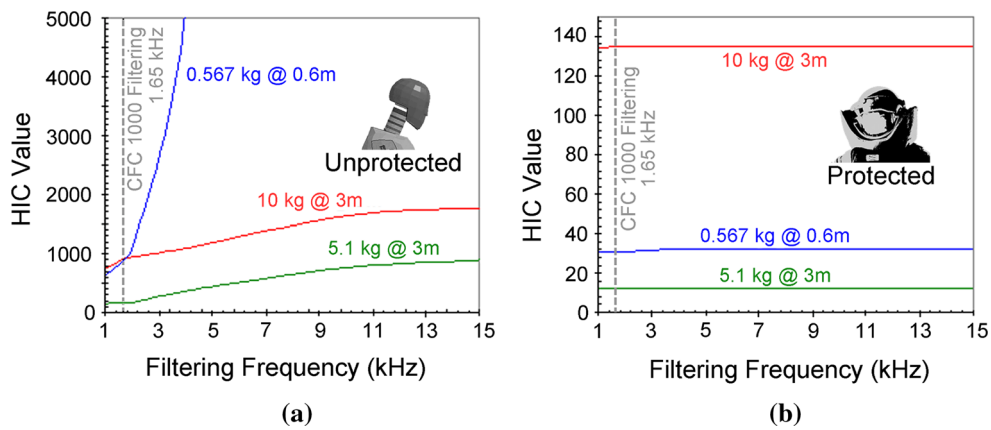 5000
4000
3000
2000
1000
0
HIC Value
CFC 1000 Filtering
1.65 kHz
0.567 kg @ 0.6m
Unprotected
10 kg @ 3m
5.1 kg @ 3m
1 3 5 7 9 11 13 15
Filtering Frequency (kHz)
(a)
140
120
100
80
60
40
20
0
HIC Value
CFC 1000 Filtering
1.65 kHz
10 kg @ 3m
Protected
0.567 kg @ 0.6m
5.1 kg @ 3m
1 3 5 7 9 11 13 15
Filtering Frequency (kHz)
(b)